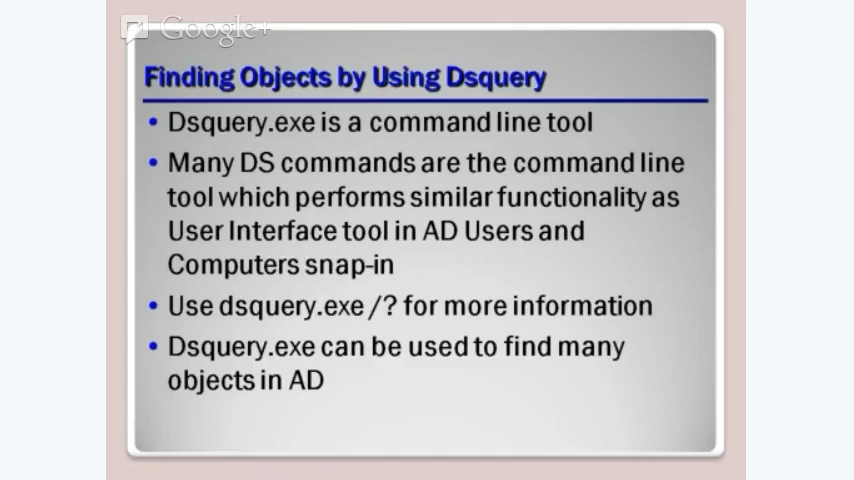 Google+
Finding Objects by Using Dsquery
• Dsquery.exe is a command line tool
• Many DS commands are the command line
tool which performs similar functionality as
User Interface tool in AD Users and
Computers snap-in
• Use dsquery.exe /? for more information
• Dsquery.exe can be used to find many
objects in AD